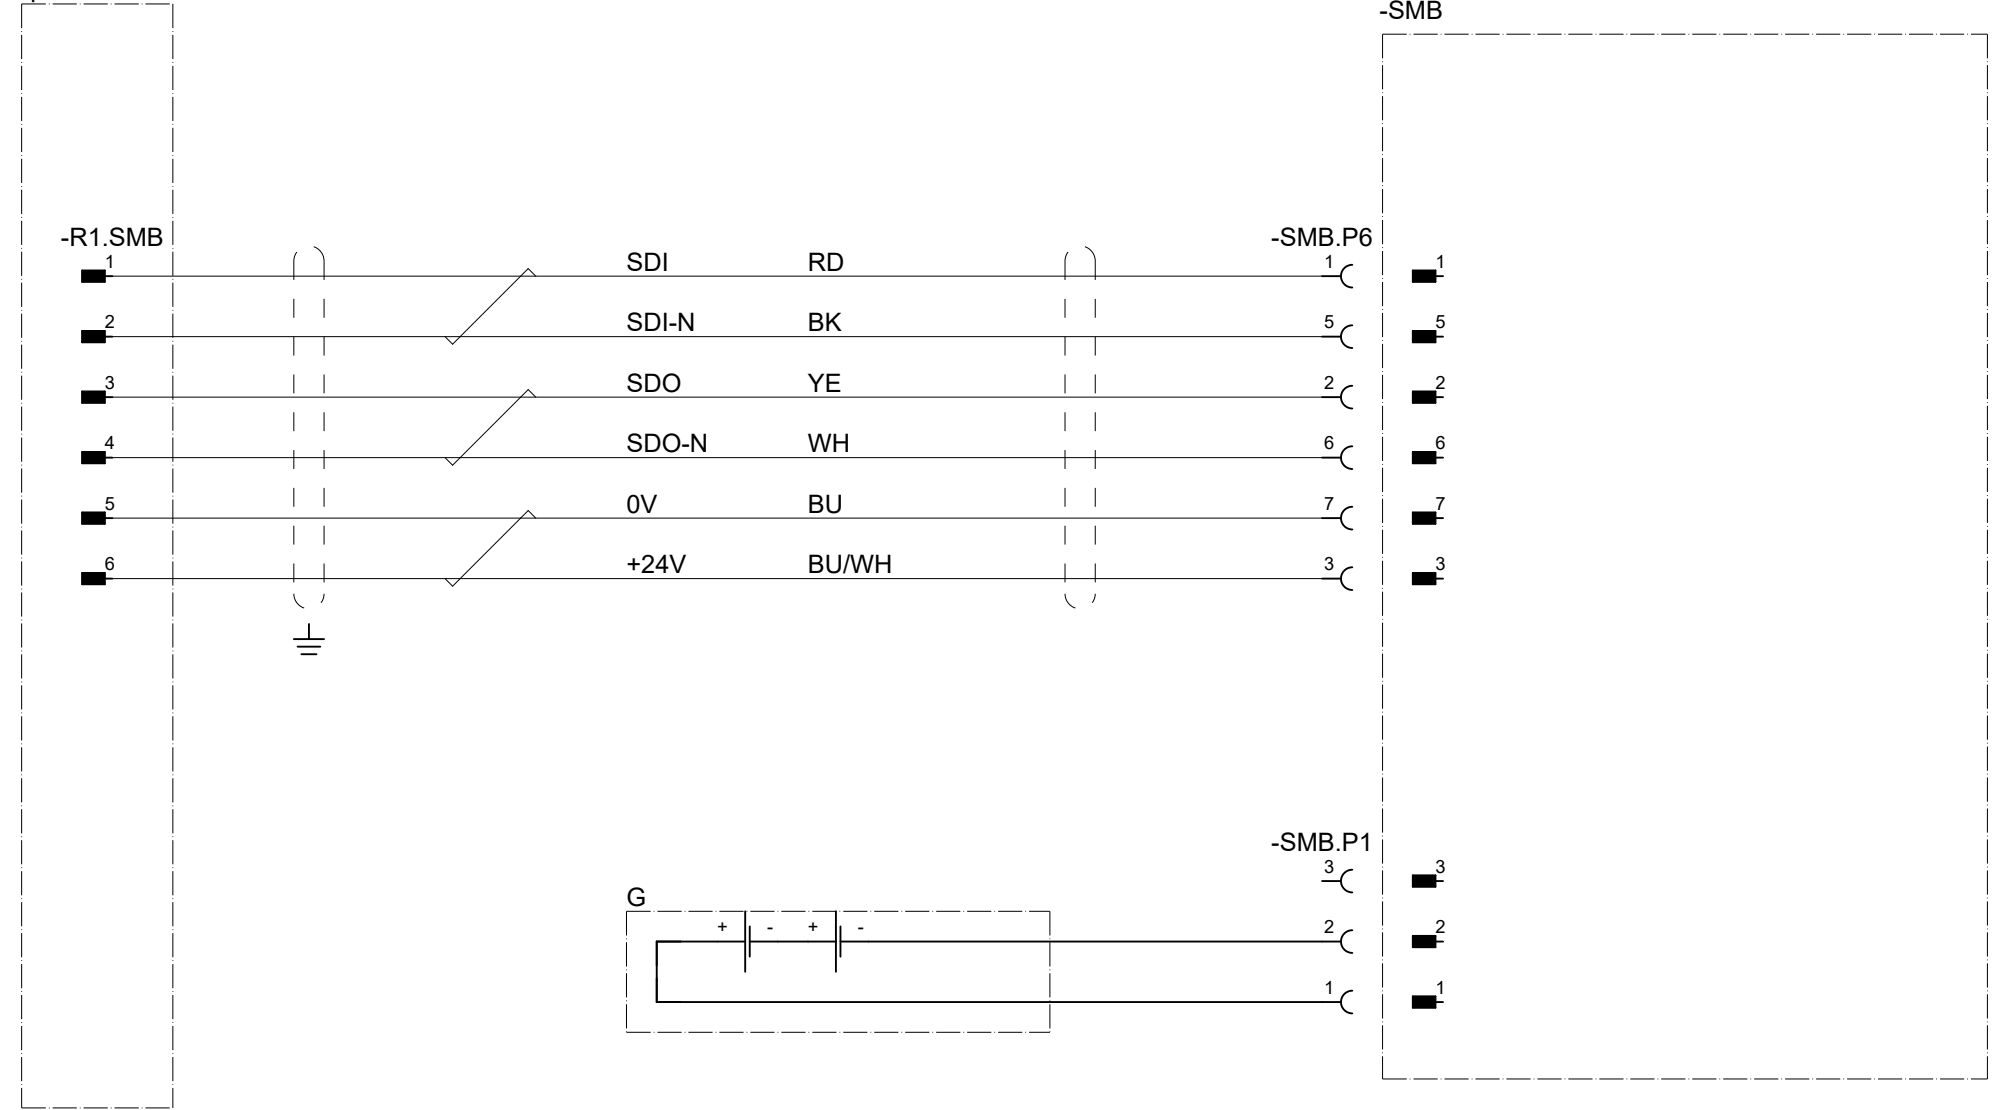 -SMB
-R1.SMB
-SMB.P6
1 SDI RD 1 1
2 SDI-N BK 5 5
3 SDO YE 2 2
4 SDO-N WH 6 6
5 0V BU 7 7
6 +24V BU/WH 3 3
-SMB.P1
3 3
G
+ - + - 2 2
1 1